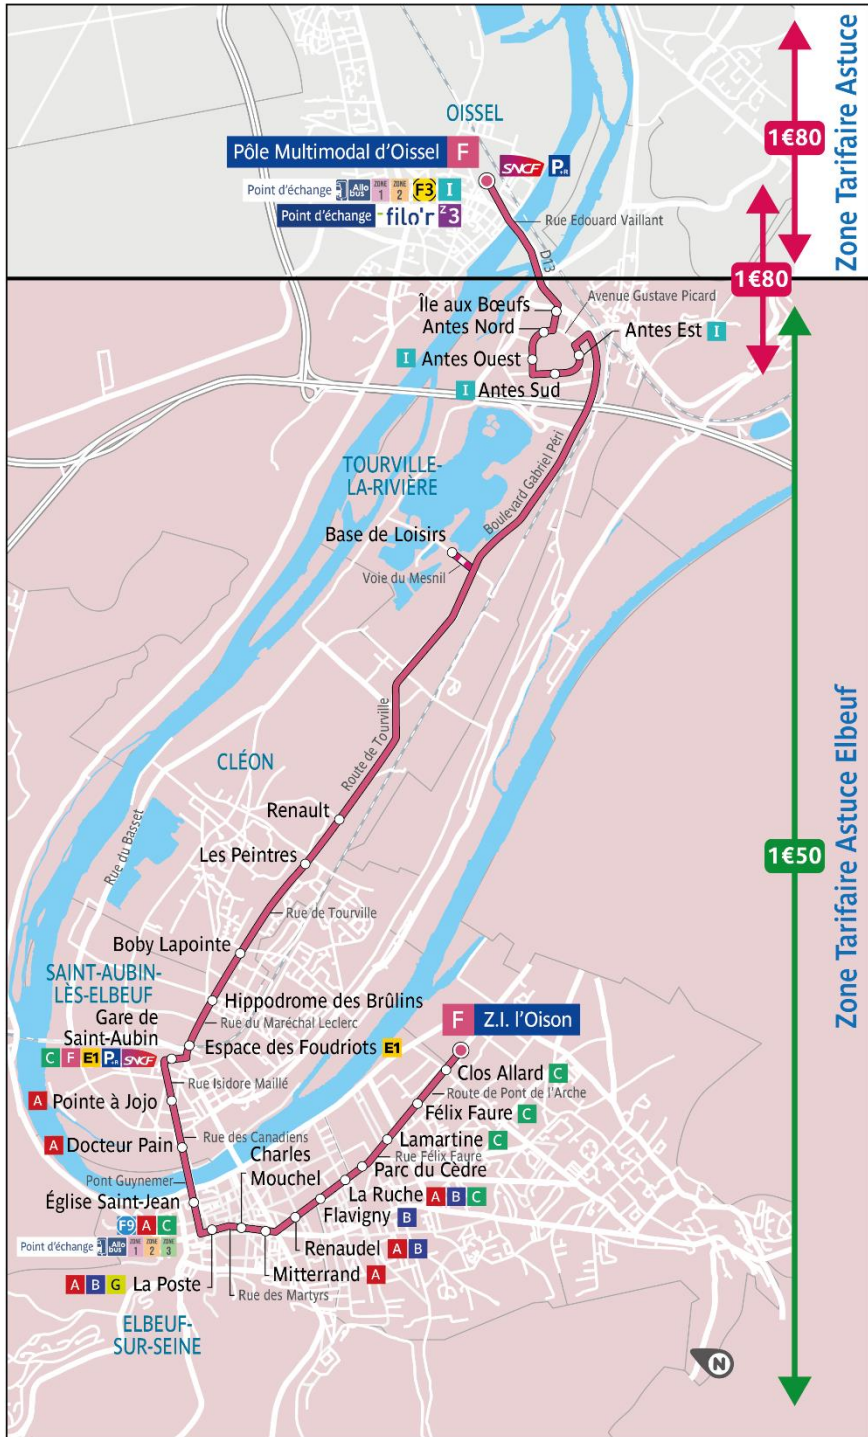 OISSEL
Pôle Multimodal d'Oissel F
SNCF P+R
Point d'échange Allo bus ZONE 1 ZONE 2 F3 I
Point d'échange filo'r z3
Rue Edouard Vaillant
D13
Zone Tarifaire Astuce
1€80
1€80
Île aux Bœufs
Avenue Gustave Picard
Antes Nord
Antes Est I
I Antes Ouest
I Antes Sud
TOURVILLE-
LA-RIVIÈRE
Boulevard Gabriel Péri
Base de Loisirs
Voie du Mesnil
Route de Tourville
CLÉON
Renault
Rue du Basset
Les Peintres
1€50
Zone Tarifaire Astuce Elbeuf
Rue de Tourville
Boby Lapointe
SAINT-AUBIN-
LÈS-ELBEUF
Hippodrome des Brûlins
Gare de
Saint-Aubin
Rue du Maréchal Leclerc
F Z.I. l'Oison
Espace des Foudriots E1
C F E1 P+R SNCF
Clos Allard C
Rue Isidore Maillé
Route de Pont de l'Arche
A Pointe à Jojo
Félix Faure C
Rue des Canadiens
A Docteur Pain
Lamartine C
Rue Félix Faure
Charles
Mouchel
Parc du Cèdre
Pont Guynemer
Église Saint-Jean
La Ruche A B C
Flavigny B
F9 A C
Point d'échange Allo bus ZONE 1 ZONE 2 ZONE 3
Renaudel A B
A B G La Poste
Mitterrand A
Rue des Martyrs
ELBEUF-
SUR-SEINE
N